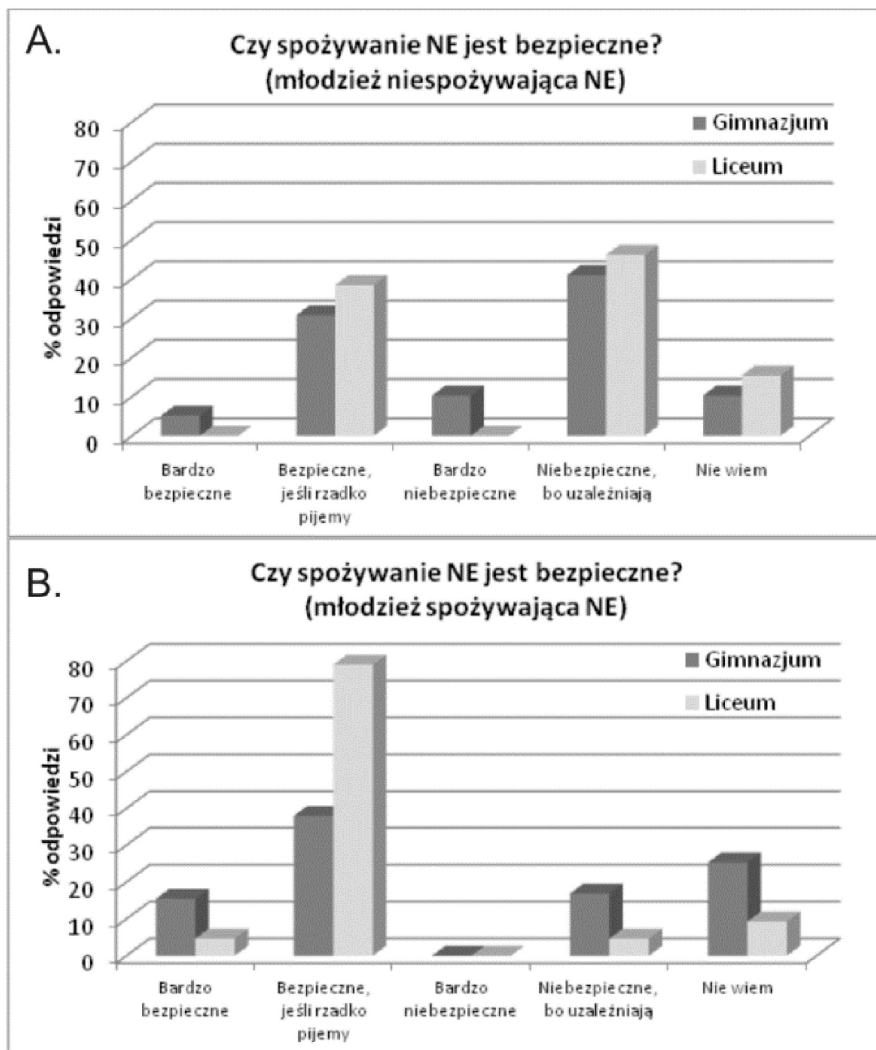 A.
Czy spożywanie NE jest bezpieczne?
(młodzież niespożywająca NE)
Gimnazjum
Liceum
% odpowiedzi
80
70
60
50
40
30
20
10
0
Bardzo bezpieczne
Bezpieczne, jeśli rzadko pijemy
Bardzo niebezpieczne
Niebezpieczne, bo uzależniają
Nie wiem
B.
Czy spożywanie NE jest bezpieczne?
(młodzież spożywająca NE)
Gimnazjum
Liceum
% odpowiedzi
80
70
60
50
40
30
20
10
0
Bardzo bezpieczne
Bezpieczne, jeśli rzadko pijemy
Bardzo niebezpieczne
Niebezpieczne, bo uzależniają
Nie wiem